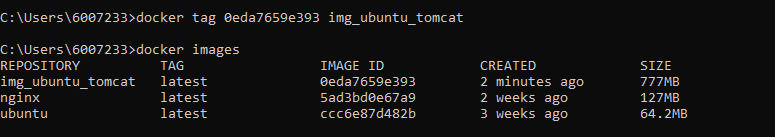 C:\Users\6007233>docker tag 0eda7659e393 img_ubuntu_tomcat
C:\Users\6007233>docker images
REPOSITORY TAG IMAGE ID CREATED SIZE
img_ubuntu_tomcat latest 0eda7659e393 2 minutes ago 777MB
nginx latest 5ad3bd0e67a9 2 weeks ago 127MB
ubuntu latest ccc6e87d482b 3 weeks ago 64.2MB